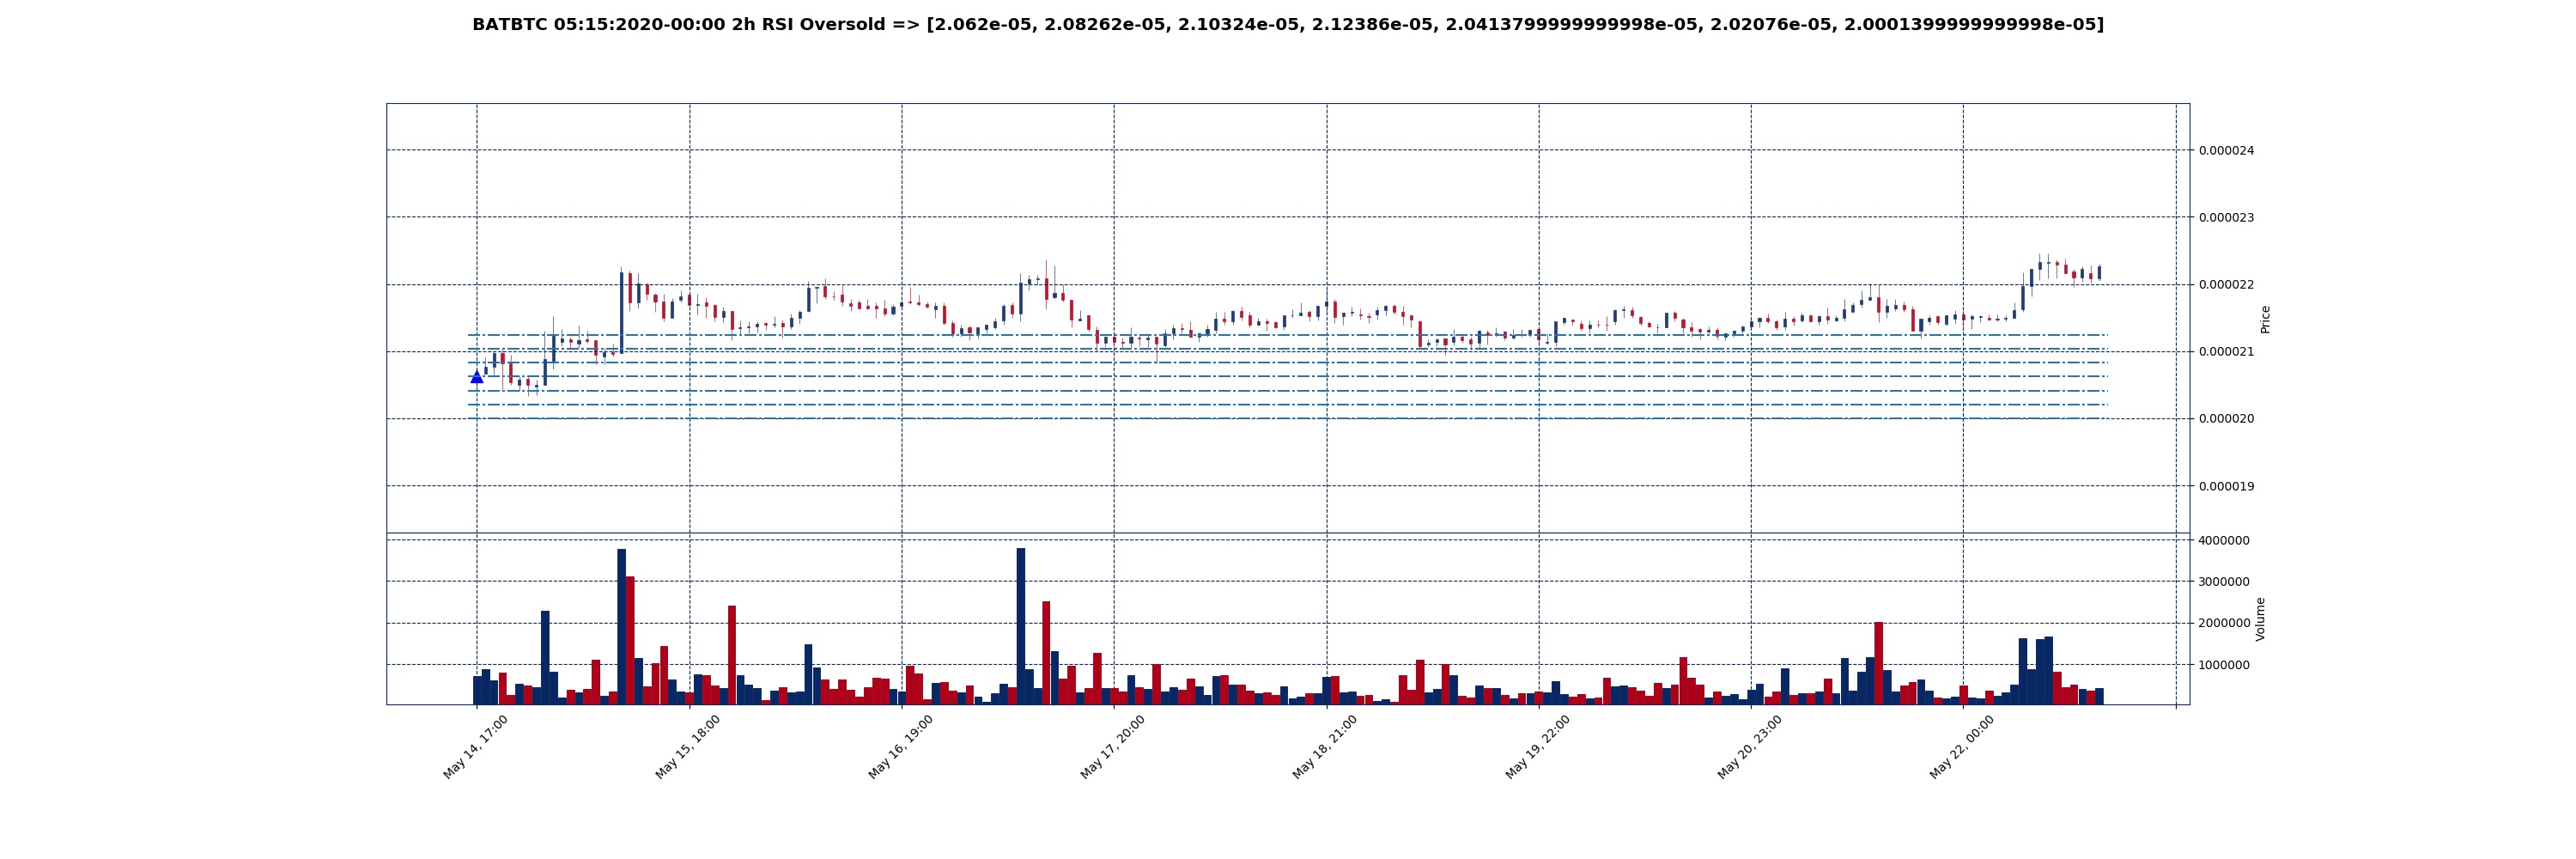 BATBTC 05:15:2020-00:00 2h RSI Oversold => [2.062e-05, 2.08262e-05, 2.10324e-05, 2.12386e-05, 2.0413799999999998e-05, 2.02076e-05, 2.0001399999999998e-05]
0.000024
0.000023
0.000022
0.000021
0.000020
0.000019
Price
4000000
3000000
2000000
1000000
Volume
May 14, 17:00
May 15, 18:00
May 16, 19:00
May 17, 20:00
May 18, 21:00
May 19, 22:00
May 20, 23:00
May 22, 00:00